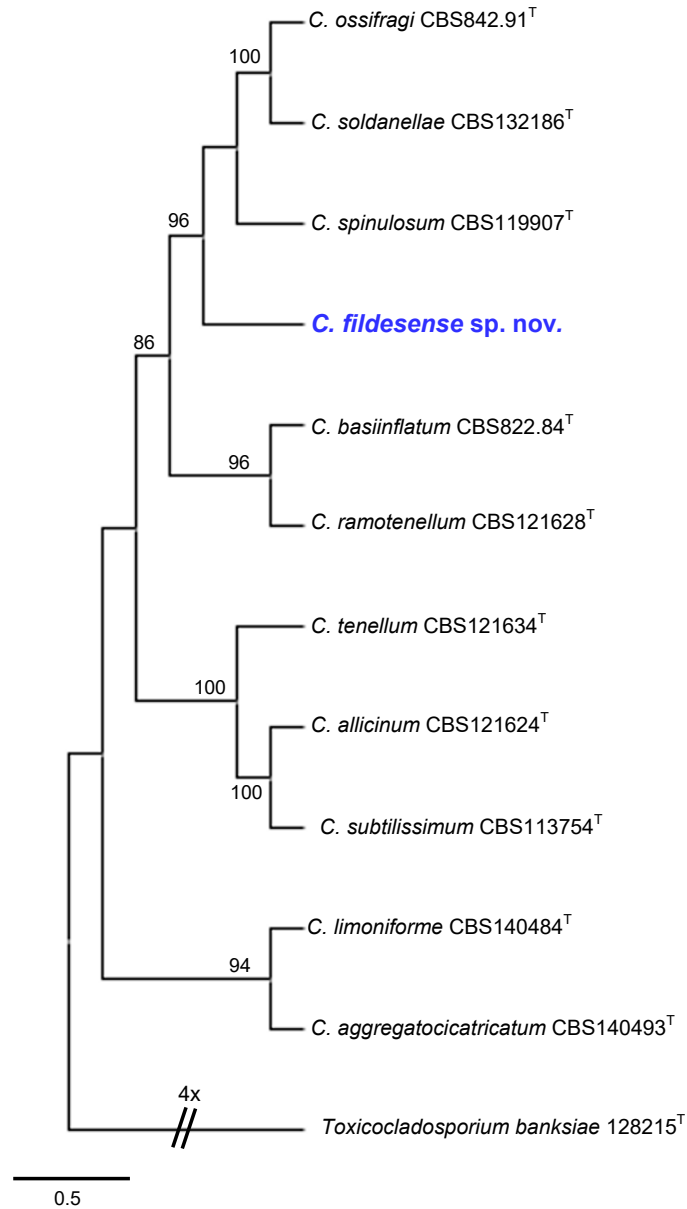 C. ossifragi CBS842.91T
100
C. soldanellae CBS132186T
96
C. spinulosum CBS119907T
C. fildesense sp. nov.
86
C. basiinflatum CBS822.84T
96
C. ramotenellum CBS121628T
C. tenellum CBS121634T
100
C. allicinum CBS121624T
100
C. subtilissimum CBS113754T
C. limoniforme CBS140484T
94
C. aggregatocicatricatum CBS140493T
4x
Toxicocladosporium banksiae 128215T
0.5